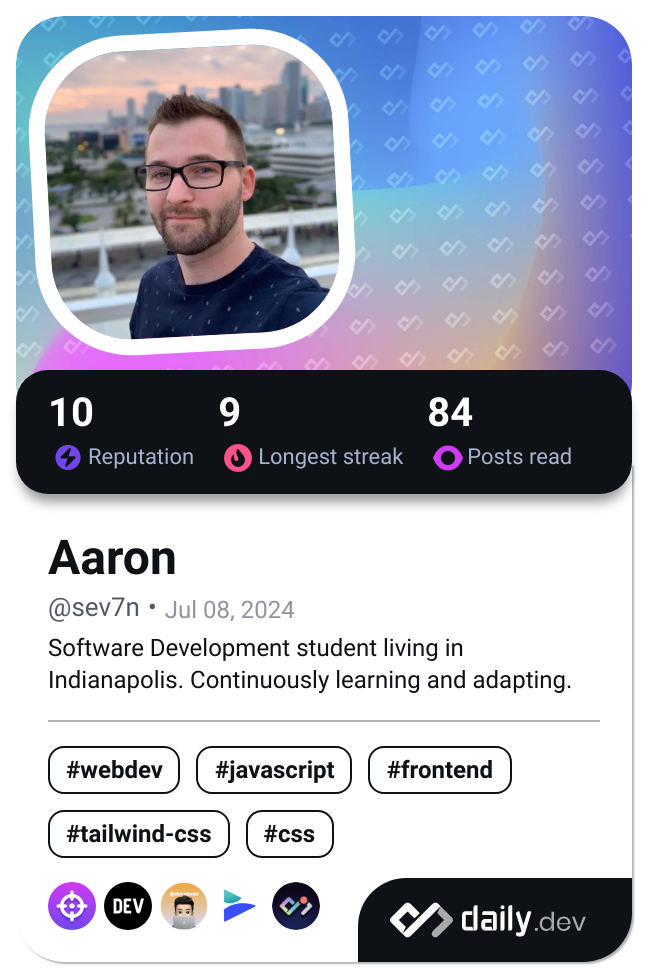 10 9 84
Reputation Longest streak Posts read
Aaron
@sev7n • Jul 08, 2024
Software Development student living in
Indianapolis. Continuously learning and adapting.
#webdev #javascript #frontend
#tailwind-css #css
DEV
daily.dev